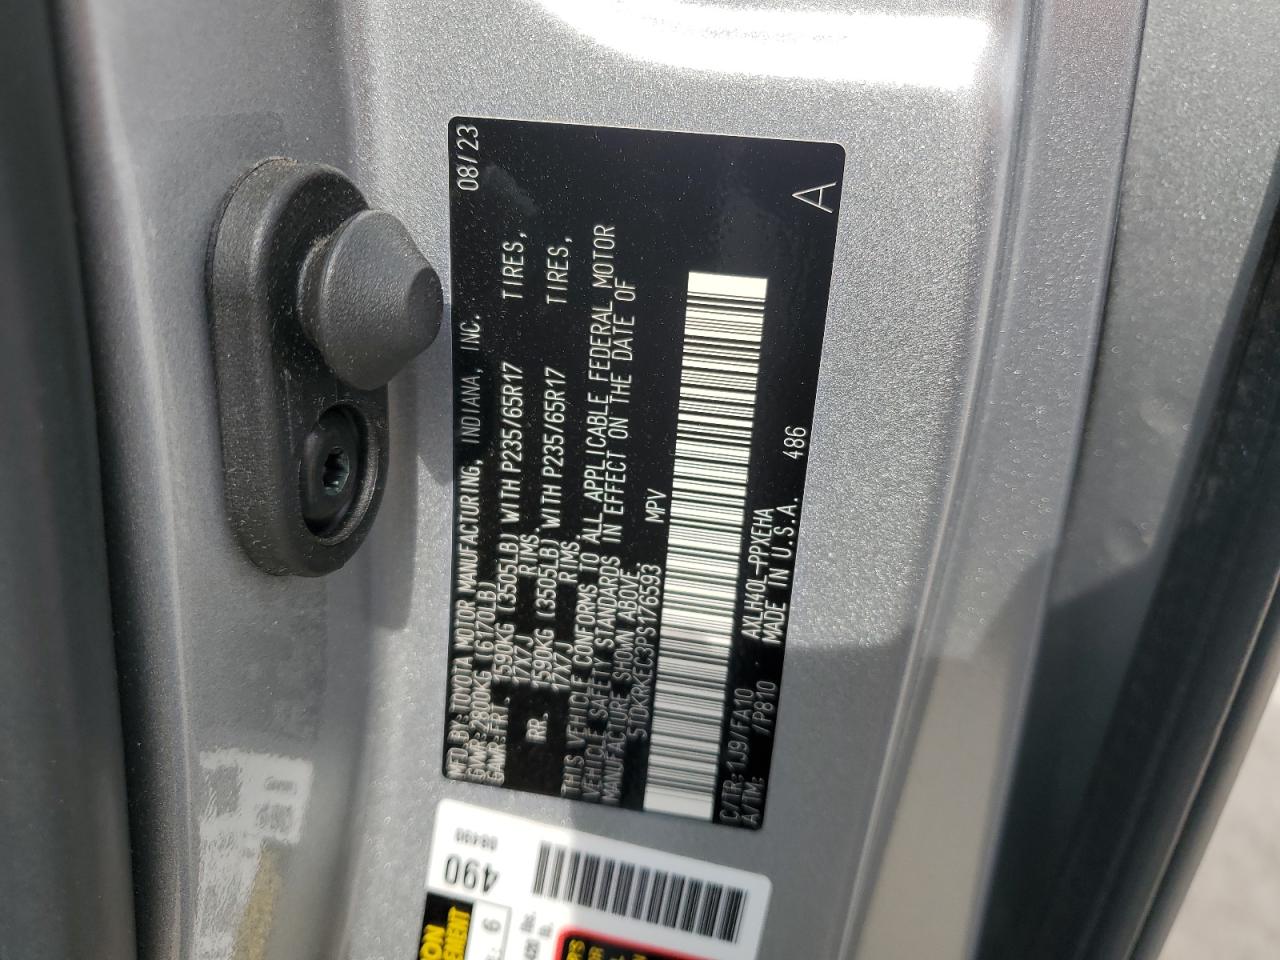 08/23
MFD. BY: TOYOTA MOTOR MANUFACTURING, INDIANA, INC.
GVWR: 2800KG (6170LB)
GAWR: FRT. 1590KG (3505LB) WITH P235/65R17 TIRES,
17X7J RIMS,
RR. 1590KG (3505LB) WITH P235/65R17 TIRES,
17X7J RIMS,
THIS VEHICLE CONFORMS TO ALL APPLICABLE FEDERAL MOTOR
VEHICLE SAFETY STANDARDS IN EFFECT ON THE DATE OF
MANUFACTURE SHOWN ABOVE.
5TDKRKEC3PS176593 MPV
C/TR: 1J9/FA10 AXLH40L-PPXEHA
A/TM: /P810 MADE IN U.S.A. 486
A
490
6